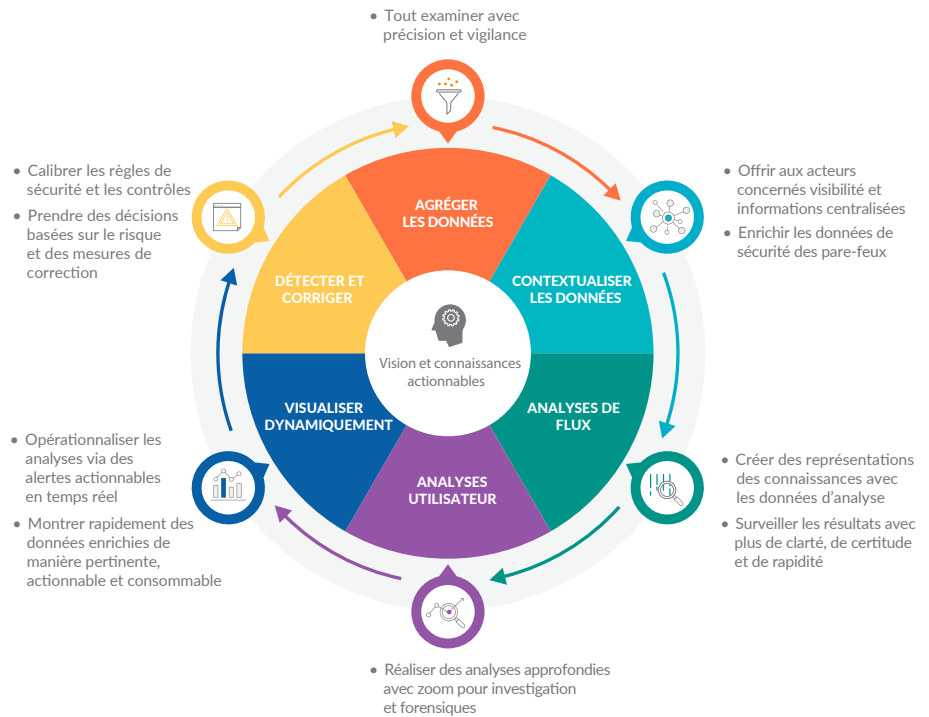 • Tout examiner avec
précision et vigilance
• Calibrer les règles de
sécurité et les contrôles
• Prendre des décisions
basées sur le risque
et des mesures de
correction
• Offrir aux acteurs
concernés visibilité et
informations centralisées
• Enrichir les données de
sécurité des pare-feux
AGRÉGER
LES DONNÉES
DÉTECTER ET
CORRIGER
CONTEXTUALISER
LES DONNÉES
Vision et connaissances
actionnables
VISUALISER
DYNAMIQUEMENT
ANALYSES DE
FLUX
ANALYSES
UTILISATEUR
• Opérationnaliser les
analyses via des
alertes actionnables
en temps réel
• Montrer rapidement des
données enrichies de
manière pertinente,
actionnable et consommable
• Créer des représentations
des connaissances avec
les données d’analyse
• Surveiller les résultats avec
plus de clarté, de certitude
et de rapidité
• Réaliser des analyses approfondies
avec zoom pour investigation
et forensiques